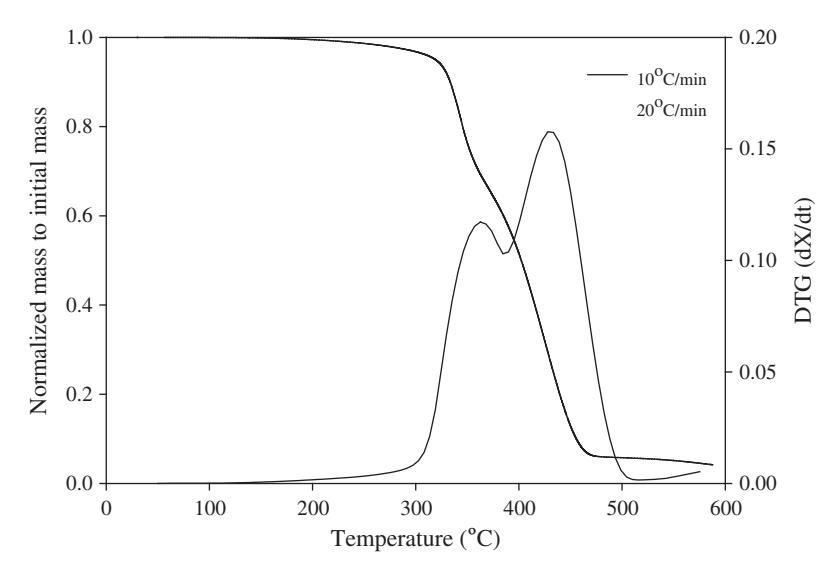 1.0
0.8
0.6
0.4
0.2
0.0
Normalized mass to initial mass
0.20
0.15
0.10
0.05
0.00
DTG (dX/dt)
10°C/min
20°C/min
0 100 200 300 400 500 600
Temperature (°C)